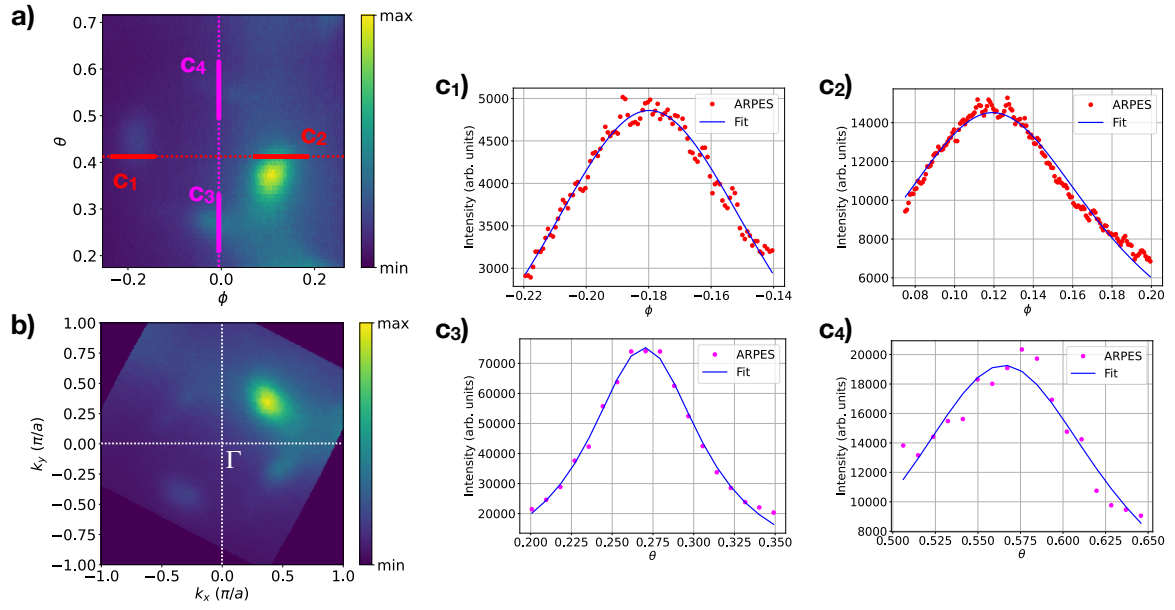 a)
max
min
0.7
0.6
0.5
0.4
0.3
0.2
θ
−0.2
0.0
0.2
ϕ
c4
c2
c1
c3
b)
max
min
1.00
0.75
0.50
0.25
0.00
−0.25
−0.50
−0.75
−1.00
ky (π/a)
Γ
−1.0
−0.5
0.0
0.5
1.0
kx (π/a)
c1)
ARPES
Fit
Intensity (arb. units)
5000
4500
4000
3500
3000
−0.22
−0.20
−0.18
−0.16
−0.14
ϕ
c2)
ARPES
Fit
Intensity (arb. units)
14000
12000
10000
8000
6000
0.08
0.10
0.12
0.14
0.16
0.18
0.20
ϕ
c3)
ARPES
Fit
Intensity (arb. units)
70000
60000
50000
40000
30000
20000
0.200
0.225
0.250
0.275
0.300
0.325
0.350
θ
c4)
ARPES
Fit
Intensity (arb. units)
20000
18000
16000
14000
12000
10000
8000
0.500
0.525
0.550
0.575
0.600
0.625
0.650
θ